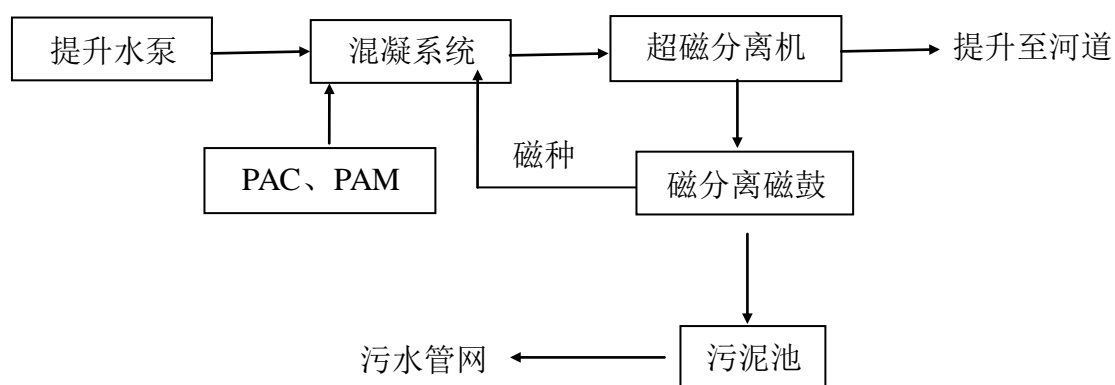 提升水泵
混凝系统
超磁分离机
提升至河道
PAC、PAM
磁种
磁分离磁鼓
污水管网
污泥池